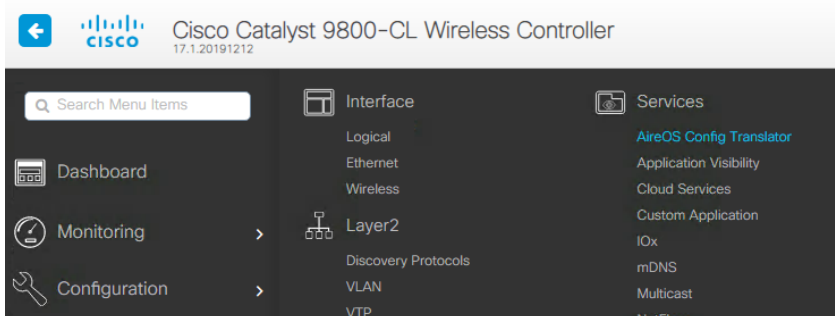 CISCO
Cisco Catalyst 9800-CL Wireless Controller
17.1.20191212
Search Menu Items
Dashboard
Monitoring
Configuration
Interface
Logical
Ethernet
Wireless
Layer2
Discovery Protocols
VLAN
VTP
Services
AireOS Config Translator
Application Visibility
Cloud Services
Custom Application
IOx
mDNS
Multicast